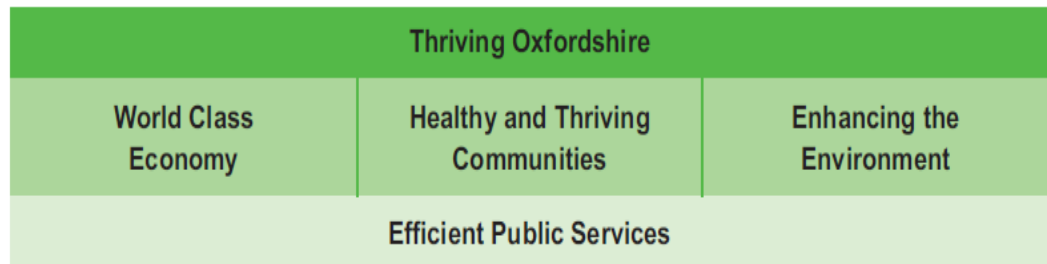 Thriving Oxfordshire
World Class
Economy
Healthy and Thriving
Communities
Enhancing the
Environment
Efficient Public Services